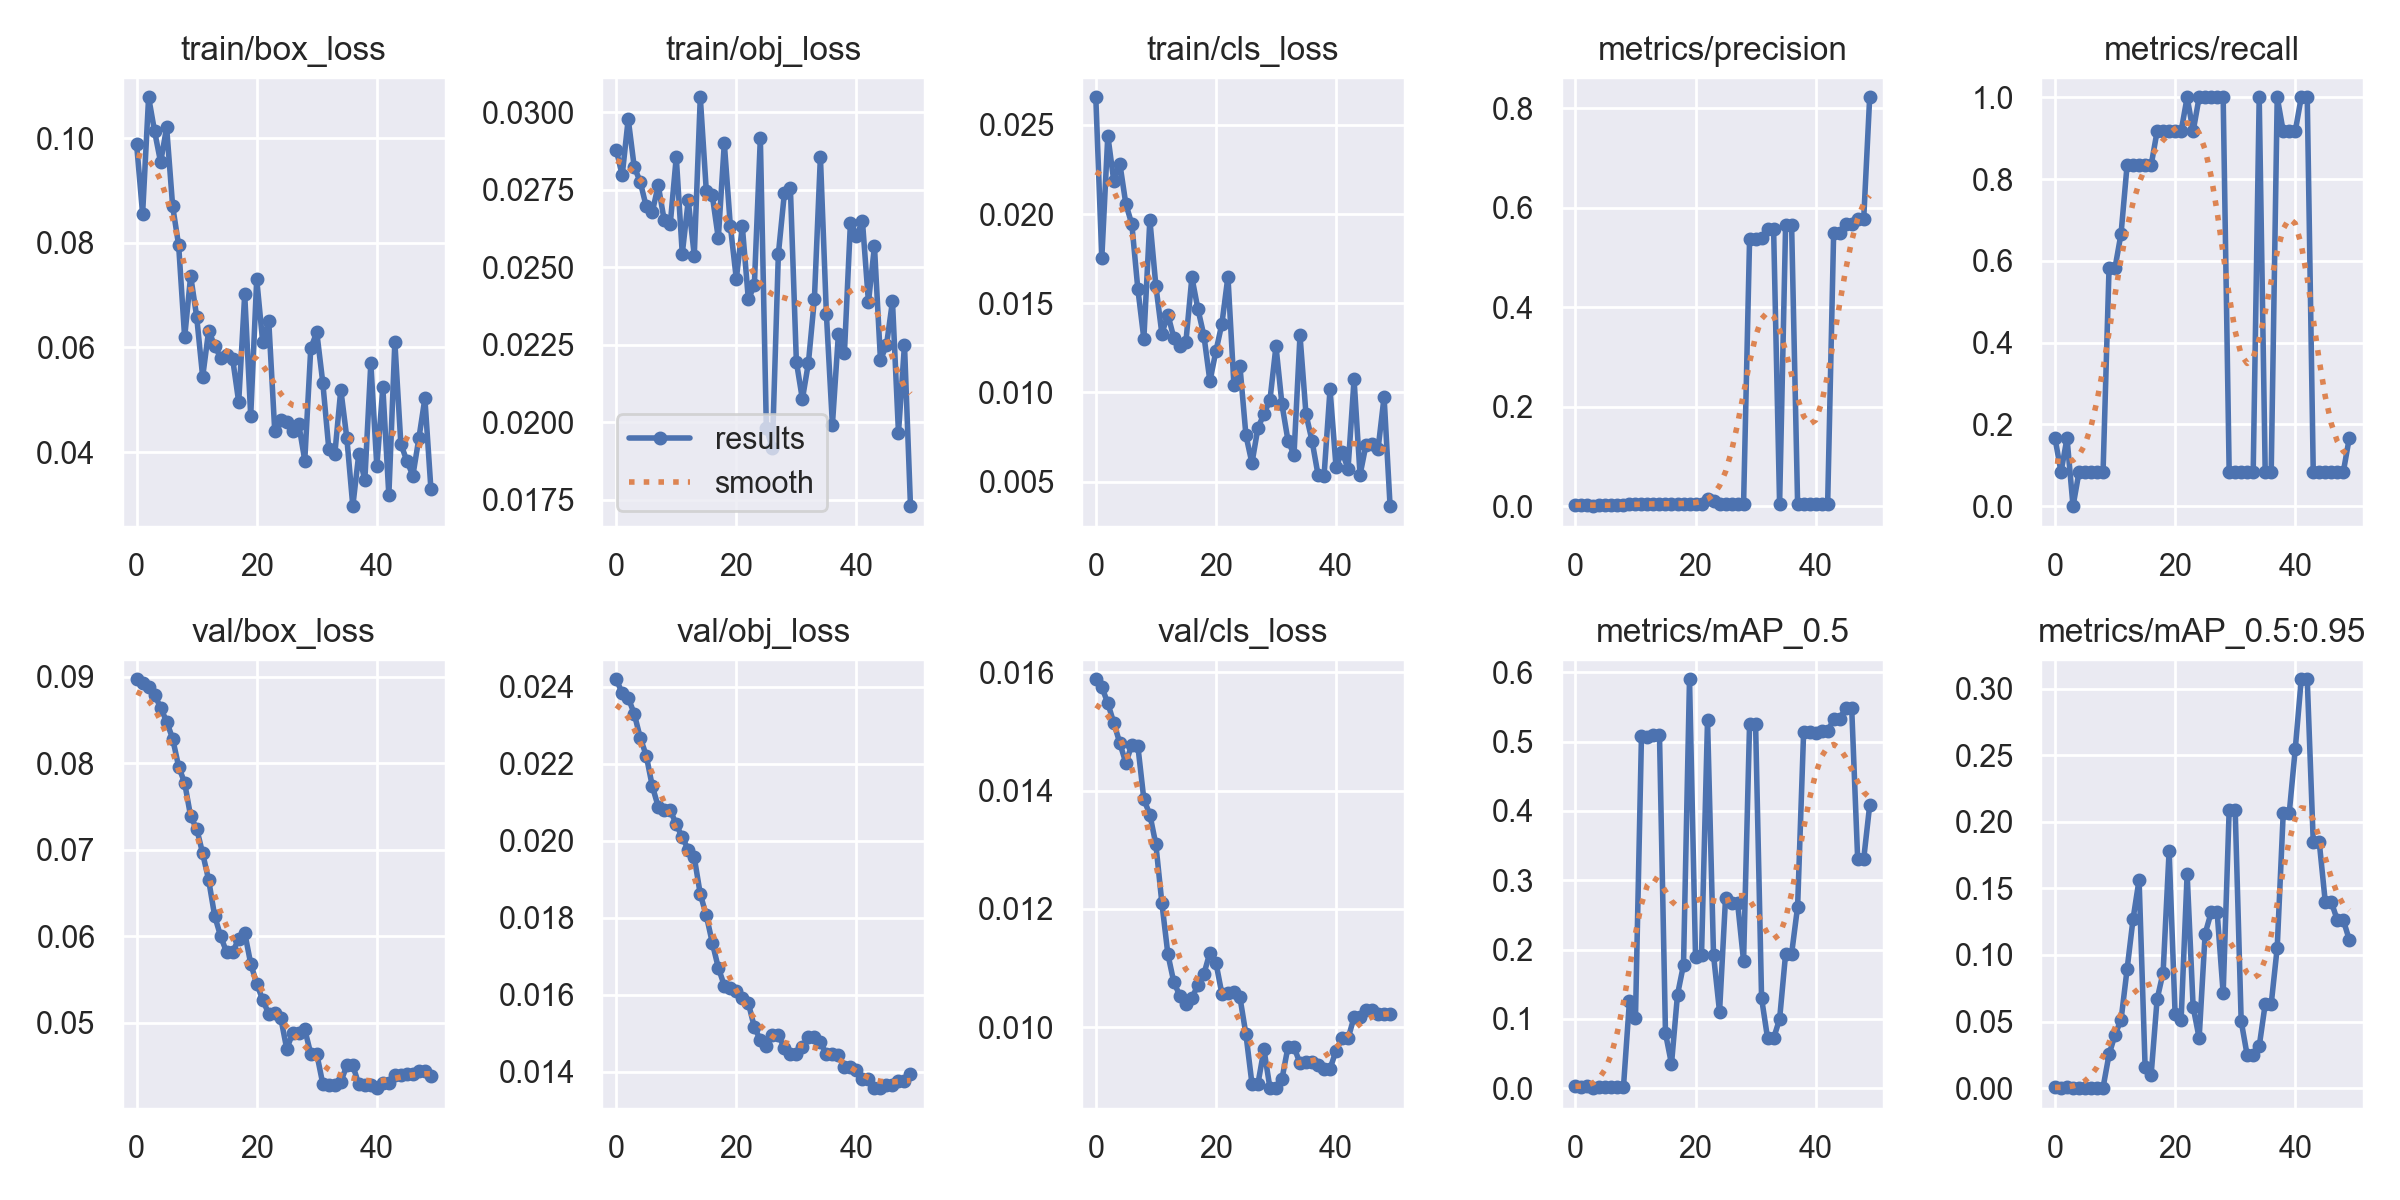 train/box_loss
train/obj_loss
train/cls_loss
metrics/precision
metrics/recall
0.10
0.08
0.06
0.04
0 20 40
0.0300
0.0275
0.0250
0.0225
0.0200
0.0175
results
smooth
0 20 40
0.025
0.020
0.015
0.010
0.005
0 20 40
0.8
0.6
0.4
0.2
0.0
0 20 40
1.0
0.8
0.6
0.4
0.2
0.0
0 20 40
val/box_loss
val/obj_loss
val/cls_loss
metrics/mAP_0.5
metrics/mAP_0.5:0.95
0.09
0.08
0.07
0.06
0.05
0 20 40
0.024
0.022
0.020
0.018
0.016
0.014
0 20 40
0.016
0.014
0.012
0.010
0 20 40
0.6
0.5
0.4
0.3
0.2
0.1
0.0
0 20 40
0.30
0.25
0.20
0.15
0.10
0.05
0.00
0 20 40